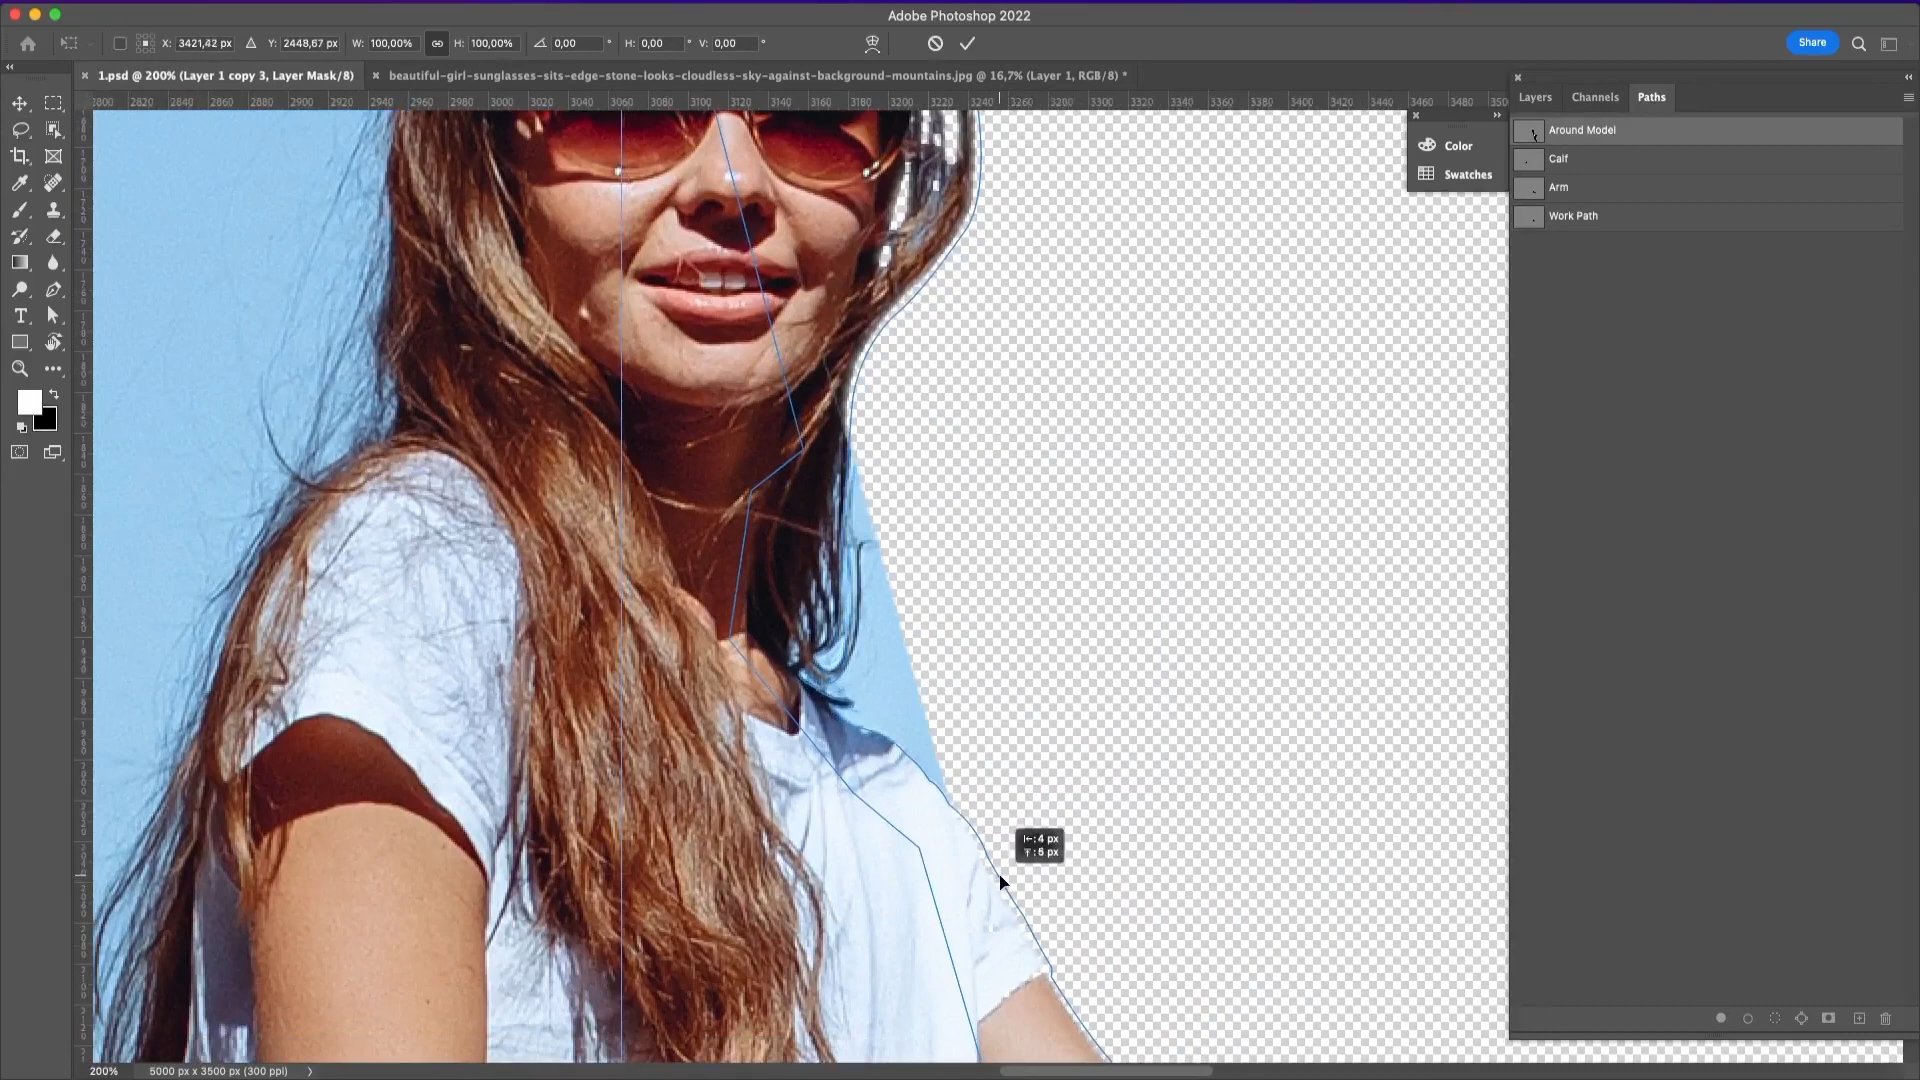 Adobe Photoshop 2022
X: 3421,42 px Y: 2448,67 px W: 100,00% H: 100,00% 0,00 ° H: 0,00 ° V: 0,00 ° Share
1.psd @ 200% (Layer 1 copy 3, Layer Mask/8) beautiful-girl-sunglasses-sits-edge-stone-looks-cloudless-sky-against-background-mountains.jpg @ 16,7% (Layer 1, RGB/8) *
2820 2840 2860 2880 2900 2920 2940 2960 2980 3000 3020 3040 3060 3080 3100 3120 3140 3160 3180 3200 3220 3240 3260 3280 3300 3320 3340 3360 3380 3400 3420 3440 3460 3480
Layers Channels Paths
Around Model
Calf
Arm
Work Path
Color
Swatches
: 4 px
: 5 px
200% 5000 px x 3500 px (300 ppi)